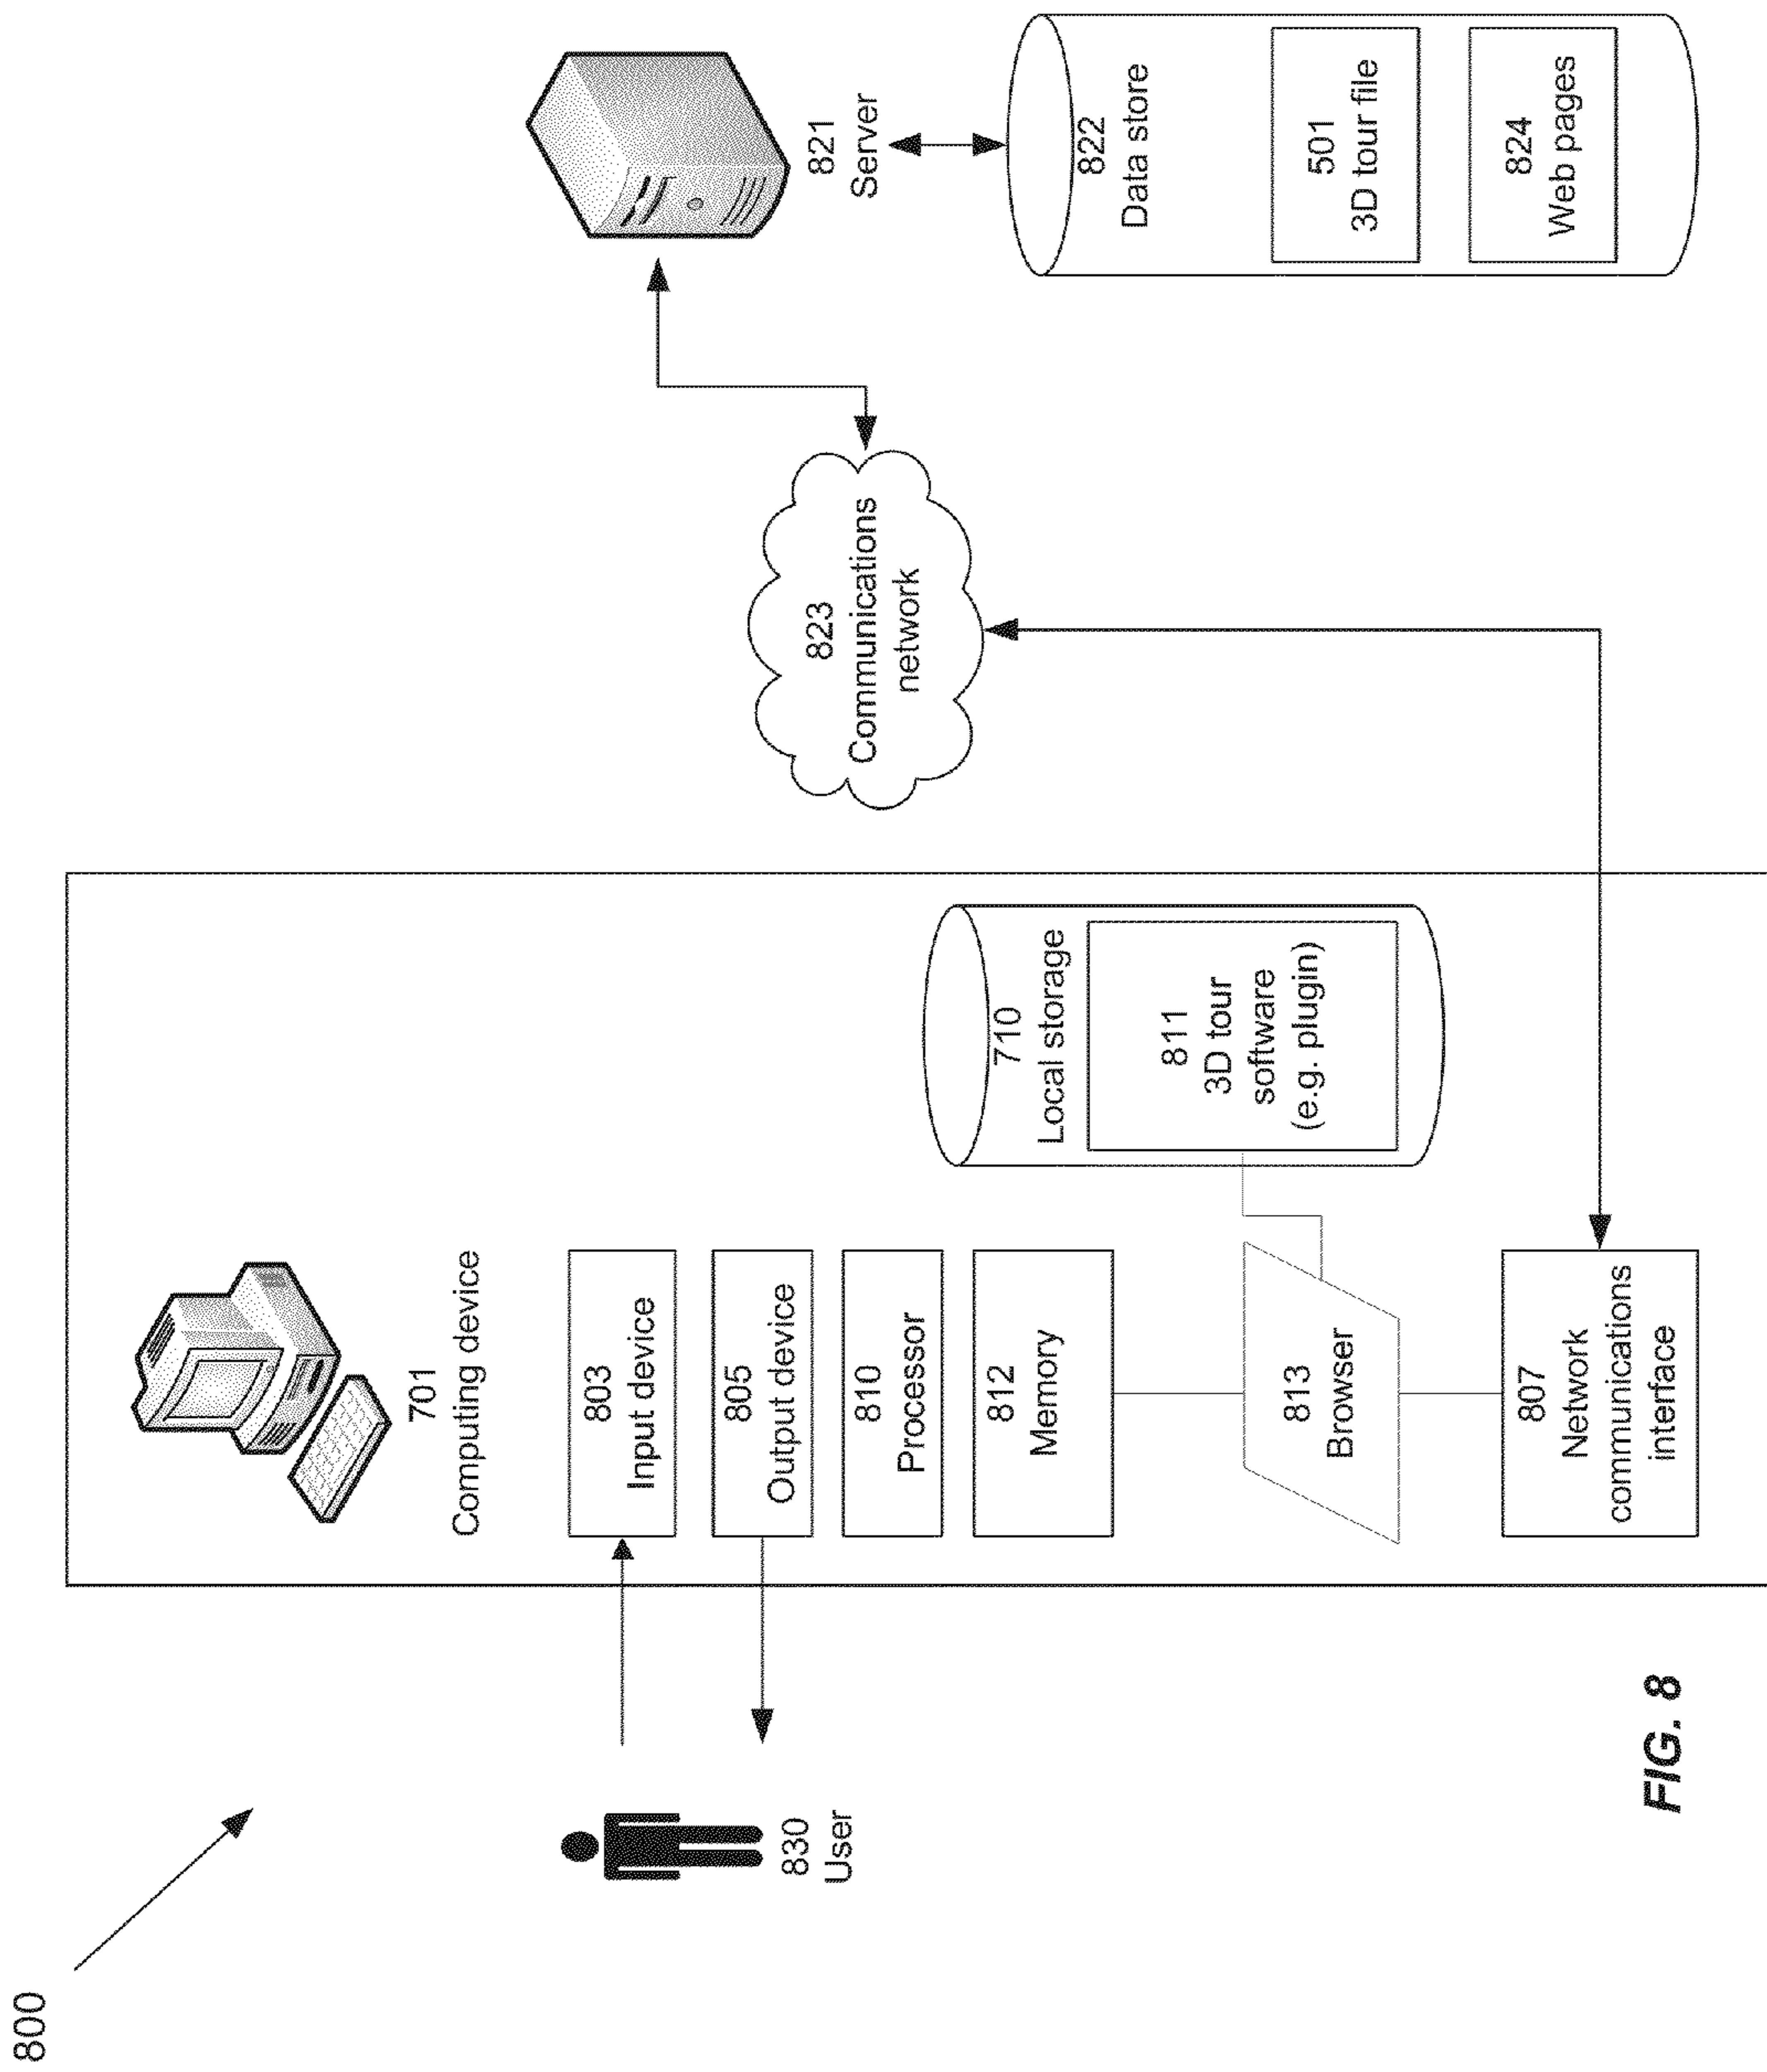 800
701
Computing device
830
User
803
Input device
805
Output device
810
Processor
812
Memory
813
Browser
807
Network
communications
interface
710
Local storage
811
3D tour
software
(e.g. plugin)
823
Communications
network
821
Server
822
Data store
501
3D tour file
824
Web pages
FIG. 8